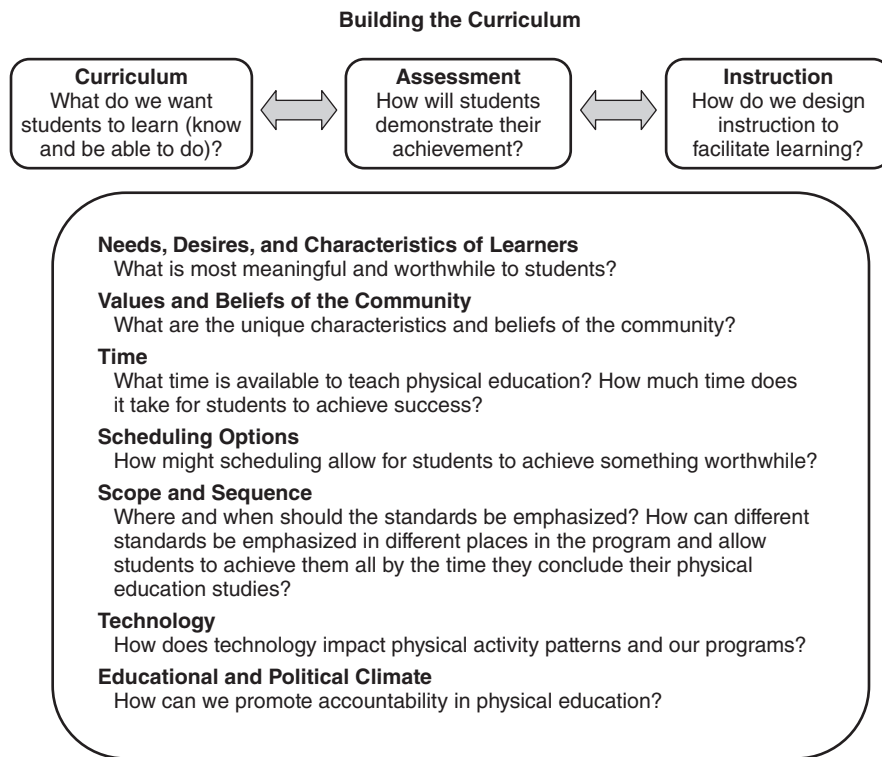 Building the Curriculum
Curriculum
What do we want
students to learn (know
and be able to do)?
Assessment
How will students
demonstrate their
achievement?
Instruction
How do we design
instruction to
facilitate learning?
Needs, Desires, and Characteristics of Learners
What is most meaningful and worthwhile to students?
Values and Beliefs of the Community
What are the unique characteristics and beliefs of the community?
Time
What time is available to teach physical education? How much time does
it take for students to achieve success?
Scheduling Options
How might scheduling allow for students to achieve something worthwhile?
Scope and Sequence
Where and when should the standards be emphasized? How can different
standards be emphasized in different places in the program and allow
students to achieve them all by the time they conclude their physical
education studies?
Technology
How does technology impact physical activity patterns and our programs?
Educational and Political Climate
How can we promote accountability in physical education?